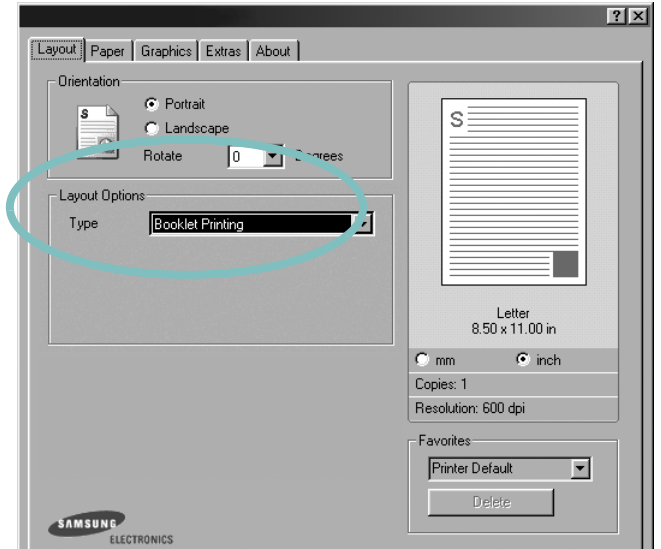 ? X
Layout Paper Graphics Extras About
Orientation
S
Portrait
Landscape
Rotate 0 Degrees
Layout Options
Type Booklet Printing
S
Letter
8.50 x 11.00 in
mm inch
Copies: 1
Resolution: 600 dpi
Favorites
Printer Default
Delete
SAMSUNG
ELECTRONICS